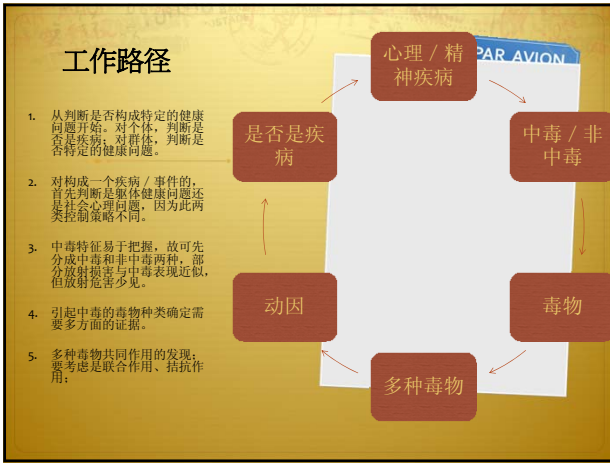 工作路径
1. 从判断是否构成特定的健康
问题开始。对个体，判断是
否是疾病；对群体，判断是
否特定的健康问题。
2. 对构成一个疾病 / 事件的，
首先判断是躯体健康问题还
是社会心理问题，因为此两
类控制策略不同。
3. 中毒特征易于把握，故可先
分成中毒和非中毒两种，部
分放射损害与中毒表现近似，
但放射危害少见。
4. 引起中毒的毒物种类确定需
要多方面的证据。
5. 多种毒物共同作用的发现：
要考虑是联合作用、拮抗作
用；
PAR AVION
心理 / 精
神疾病
中毒 / 非
中毒
毒物
多种毒物
动因
是否是疾
病